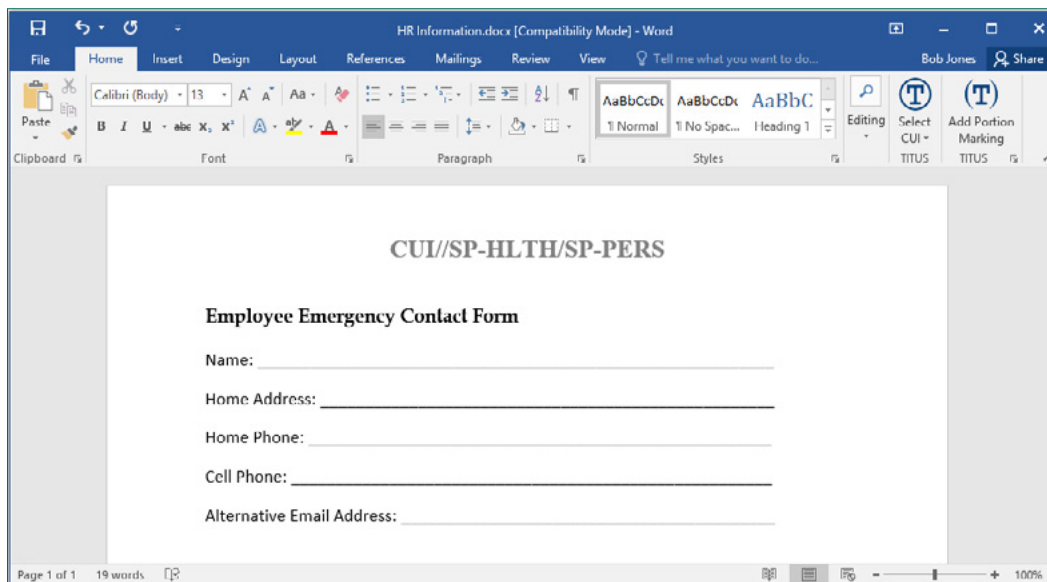 HR Information.docx [Compatibility Mode] - Word
File Home Insert Design Layout References Mailings Review View Tell me what you want to do... Bob Jones Share
Calibri (Body) 13 A A Aa
Paste
B I U abc X₂ X² A ab A
AaBbCcDc AaBbCcDc AaBbC
¶ Normal ¶ No Spac... Heading 1
Editing
Select CUI
Add Portion Marking
Clipboard Font Paragraph Styles TITUS TITUS
CUI//SP-HLTH/SP-PERS
Employee Emergency Contact Form
Name:
Home Address:
Home Phone:
Cell Phone:
Alternative Email Address:
Page 1 of 1 19 words 100%